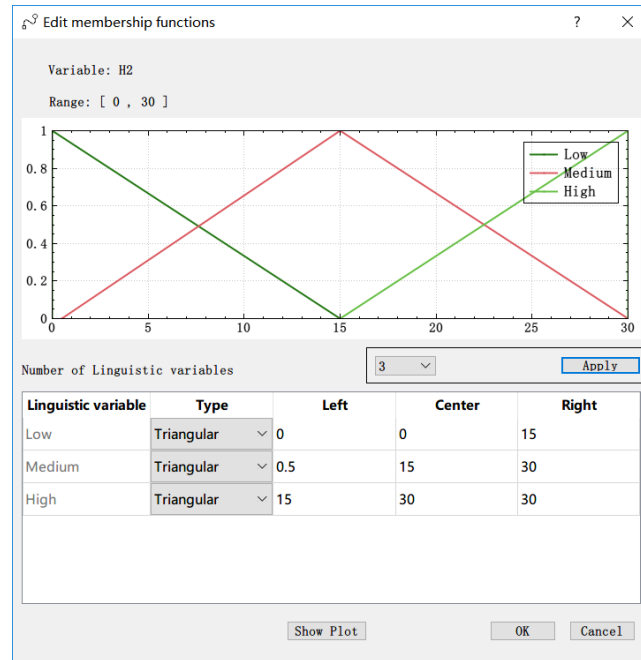 Edit membership functions
Variable: H2
Range: [ 0 , 30 ]
1
0.8
0.6
0.4
0.2
0
0 5 10 15 20 25 30
Low
Medium
High
Number of Linguistic variables 3 Apply
Linguistic variable Type Left Center Right
Low Triangular 0 0 15
Medium Triangular 0.5 15 30
High Triangular 15 30 30
Show Plot OK Cancel